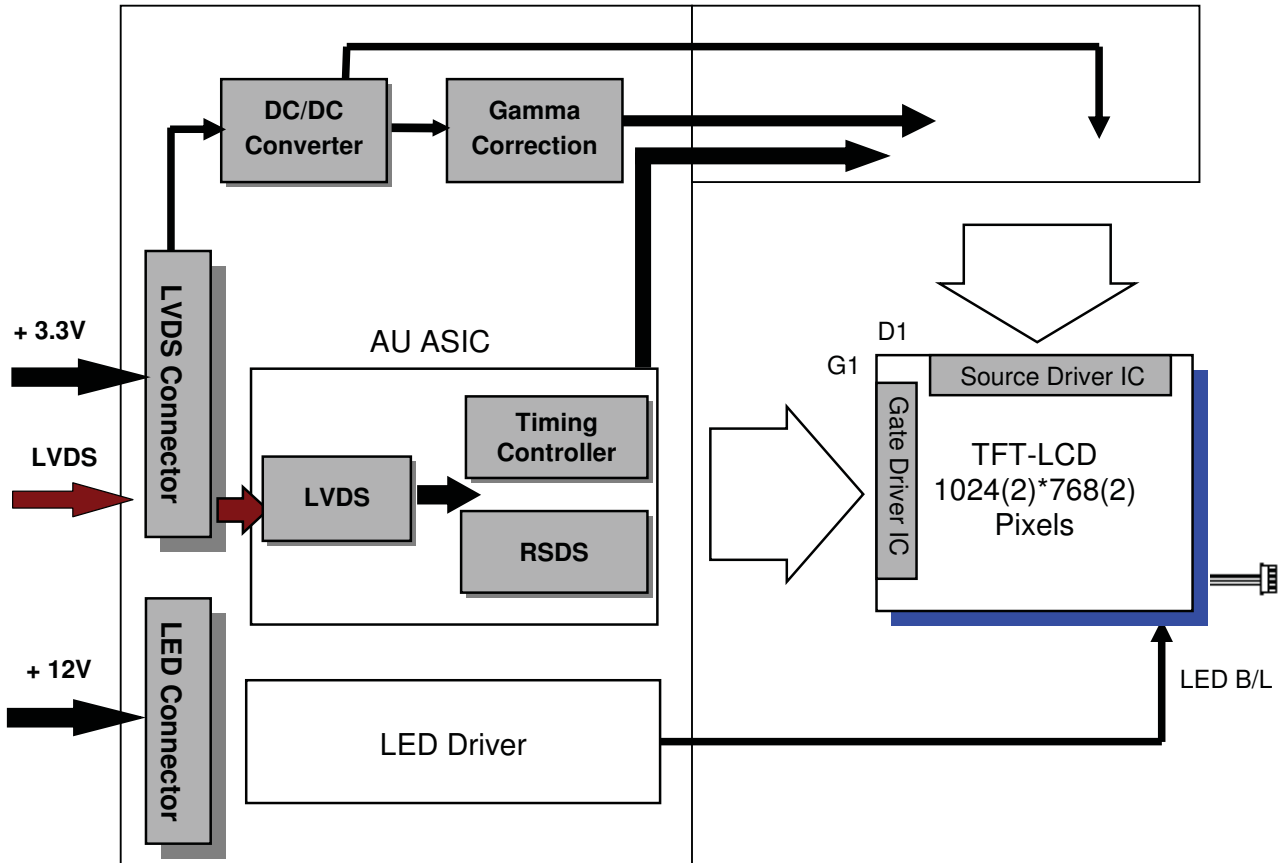 DC/DC
Converter
Gamma
Correction
+ 3.3V
LVDS
LVDS Connector
AU ASIC
LVDS
Timing
Controller
RSDS
D1
G1
Source Driver IC
Gate Driver IC
TFT-LCD
1024(2)*768(2)
Pixels
+ 12V
LED Connector
LED Driver
LED B/L